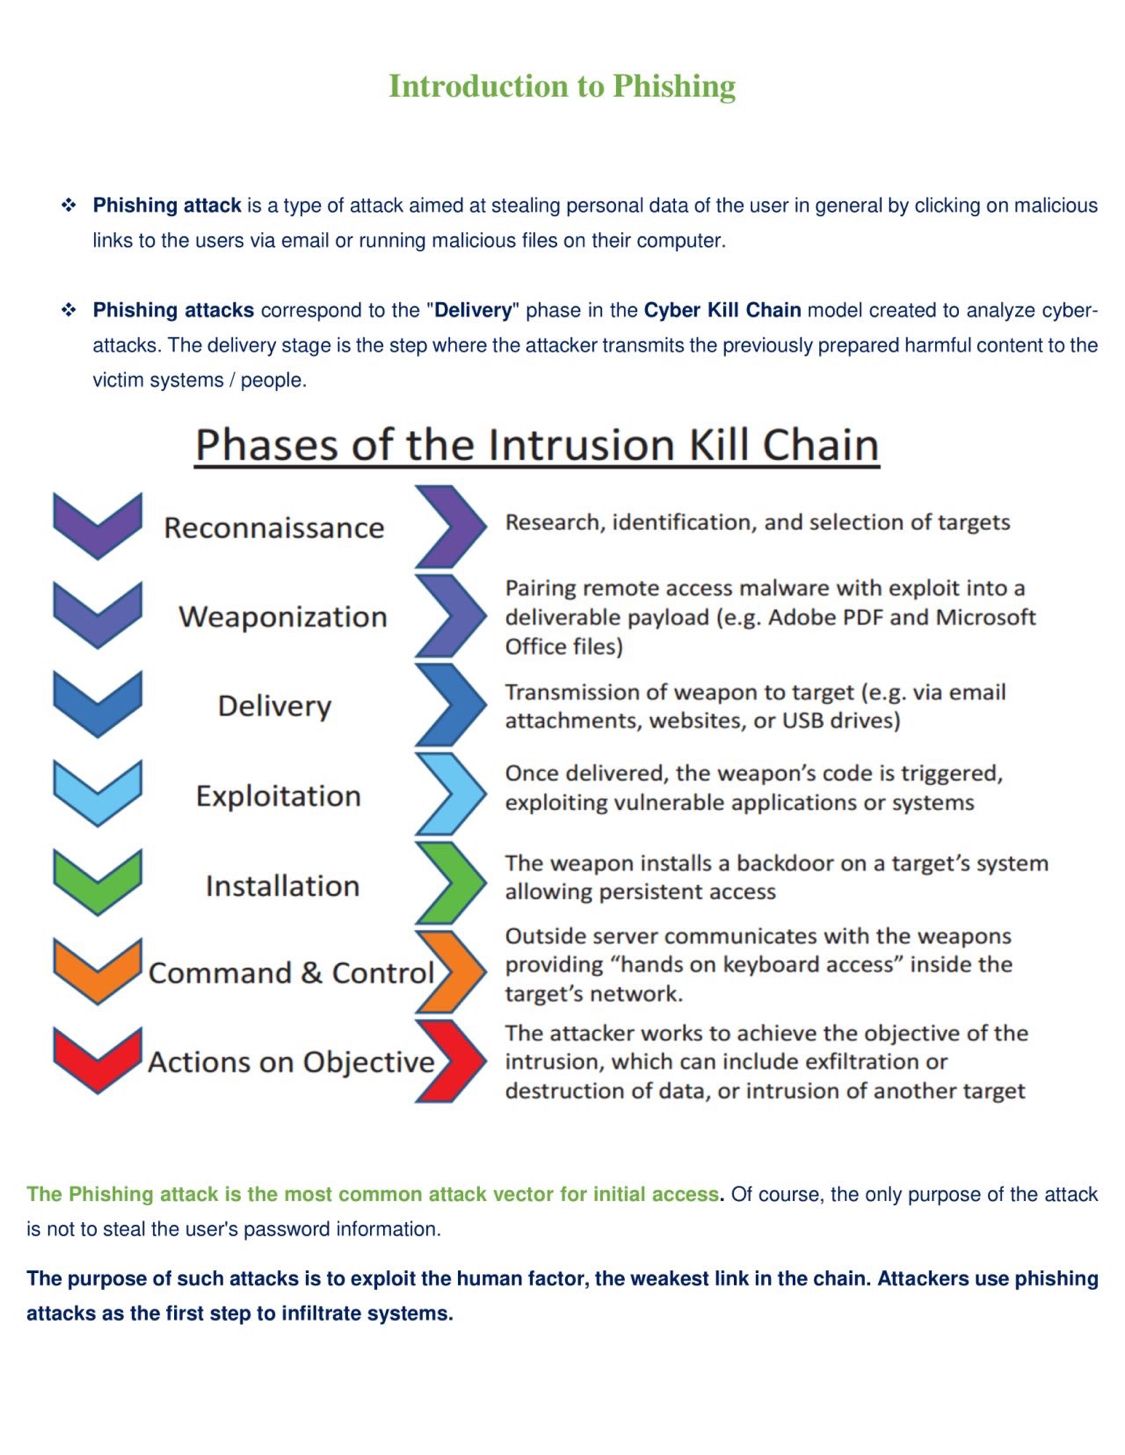 Introduction to Phishing
❖ Phishing attack is a type of attack aimed at stealing personal data of the user in general by clicking on malicious
links to the users via email or running malicious files on their computer.
❖ Phishing attacks correspond to the "Delivery" phase in the Cyber Kill Chain model created to analyze cyber-
attacks. The delivery stage is the step where the attacker transmits the previously prepared harmful content to the
victim systems / people.
Phases of the Intrusion Kill Chain
Reconnaissance
Research, identification, and selection of targets
Weaponization
Pairing remote access malware with exploit into a
deliverable payload (e.g. Adobe PDF and Microsoft
Office files)
Delivery
Transmission of weapon to target (e.g. via email
attachments, websites, or USB drives)
Exploitation
Once delivered, the weapon’s code is triggered,
exploiting vulnerable applications or systems
Installation
The weapon installs a backdoor on a target’s system
allowing persistent access
Command & Control
Outside server communicates with the weapons
providing “hands on keyboard access” inside the
target’s network.
Actions on Objective
The attacker works to achieve the objective of the
intrusion, which can include exfiltration or
destruction of data, or intrusion of another target
The Phishing attack is the most common attack vector for initial access. Of course, the only purpose of the attack
is not to steal the user's password information.
The purpose of such attacks is to exploit the human factor, the weakest link in the chain. Attackers use phishing
attacks as the first step to infiltrate systems.